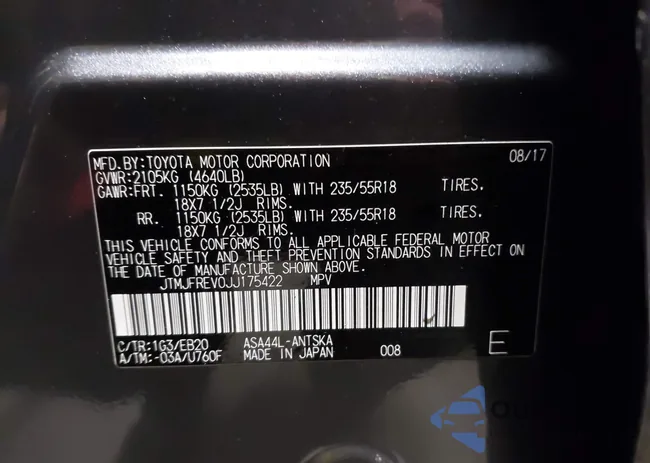 MFD.BY:TOYOTA MOTOR CORPORATION 08/17
GVWR:2105KG (4640LB)
GAWR:FRT. 1150KG (2535LB) WITH 235/55R18 TIRES.
18X7 1/2J RIMS.
RR. 1150KG (2535LB) WITH 235/55R18 TIRES.
18X7 1/2J RIMS.
THIS VEHICLE CONFORMS TO ALL APPLICABLE FEDERAL MOTOR
VEHICLE SAFETY AND THEFT PREVENTION STANDARDS IN EFFECT ON
THE DATE OF MANUFACTURE SHOWN ABOVE.
JTMJFREV0JJ175422 MPV
C/TR:1G3/EB20 ASA44L-ANTSKA
A/TM:-03A/U760F MADE IN JAPAN 008 E